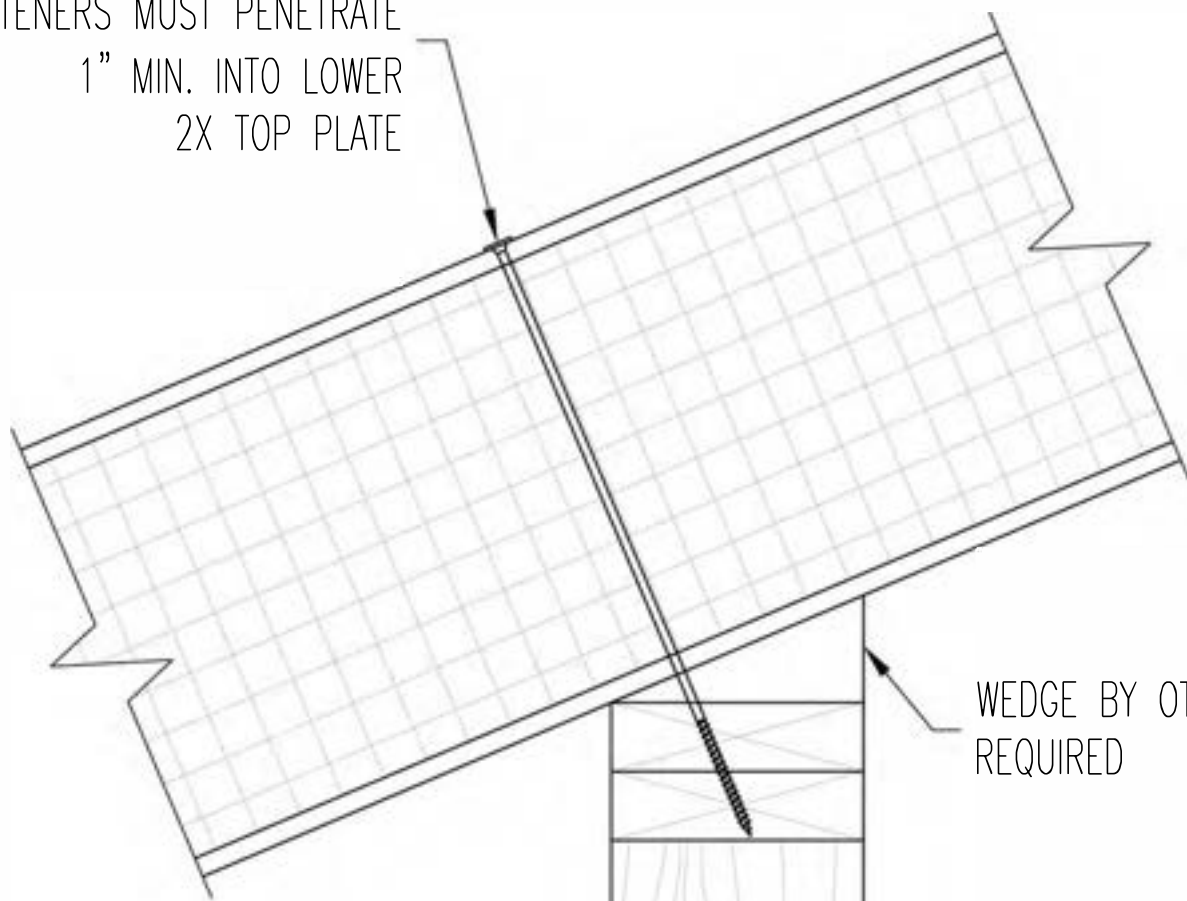 TENERS MUST PENETRATE
1” MIN. INTO LOWER
2X TOP PLATE
WEDGE BY OT
REQUIRED